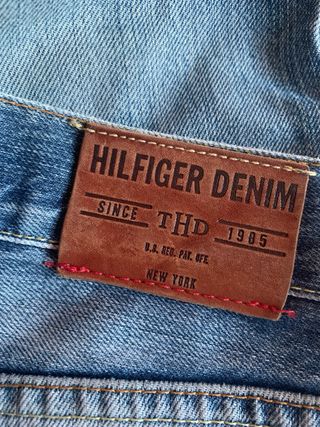 HILFIGER DENIM
SINCE THD 1985
U.S. REG. PAT. OFF.
NEW YORK